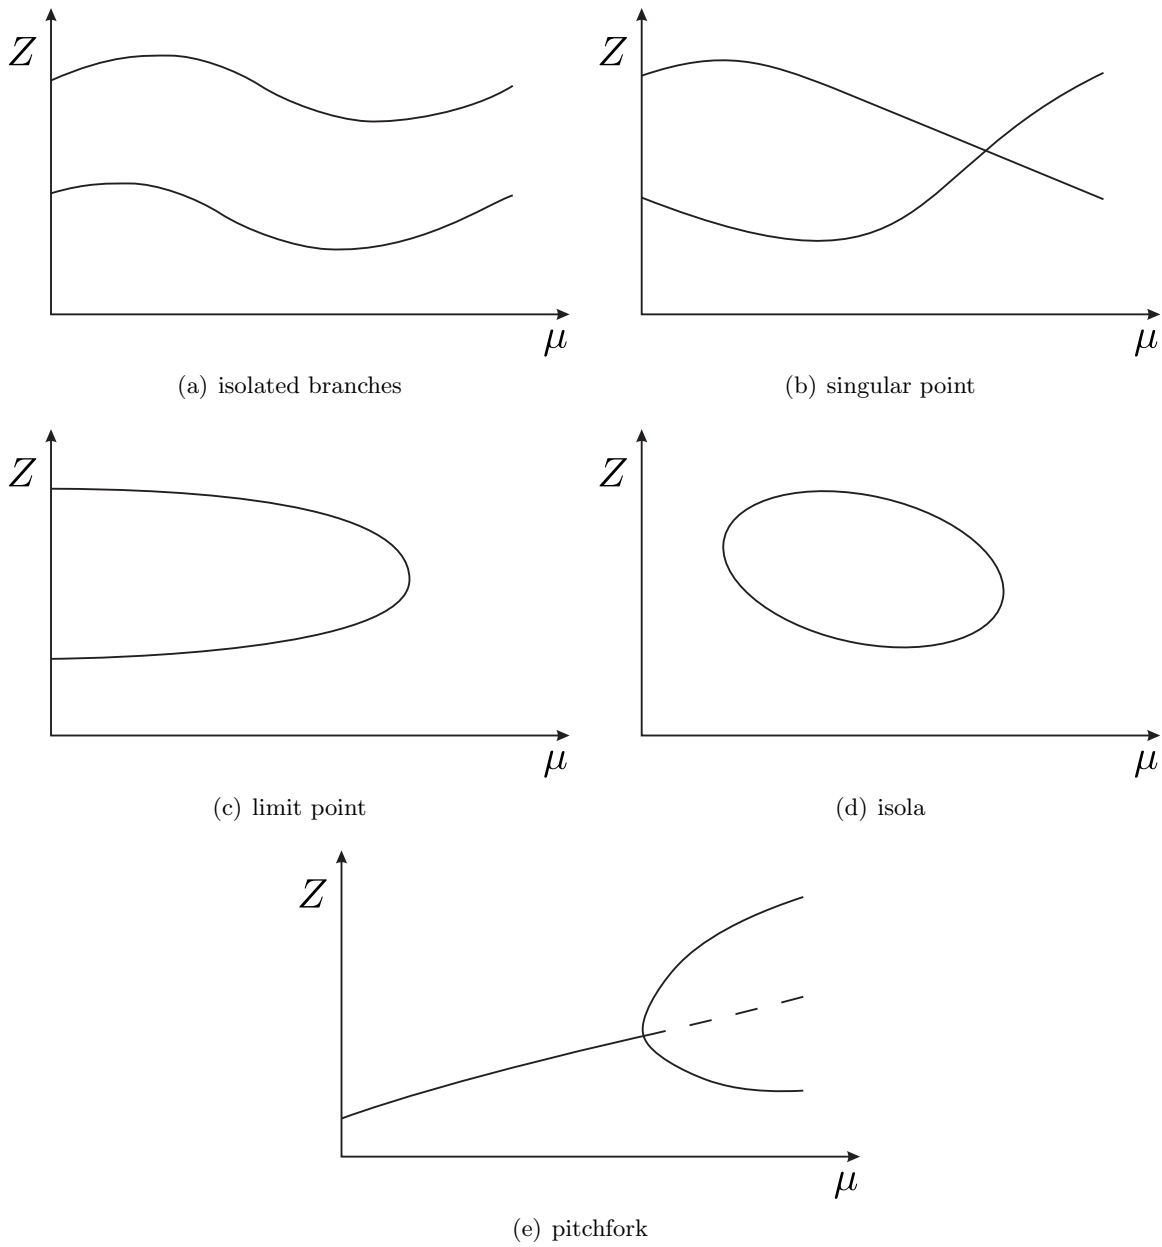 Z
Z
μ
μ
(a) isolated branches
(b) singular point
Z
Z
μ
μ
(c) limit point
(d) isola
Z
μ
(e) pitchfork